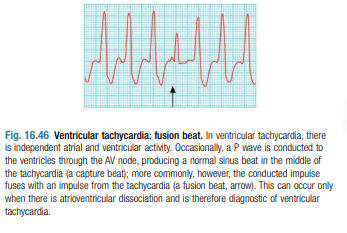 Fig. 16.46 Ventricular tachycardia: fusion beat. In ventricular tachycardia, there
is independent atrial and ventricular activity. Occasionally, a P wave is conducted to
the ventricles through the AV node, producing a normal sinus beat in the middle of
the tachycardia (a capture beat); more commonly, however, the conducted impulse
fuses with an impulse from the tachycardia (a fusion beat, arrow). This can occur only
when there is atrioventricular dissociation and is therefore diagnostic of ventricular
tachycardia.